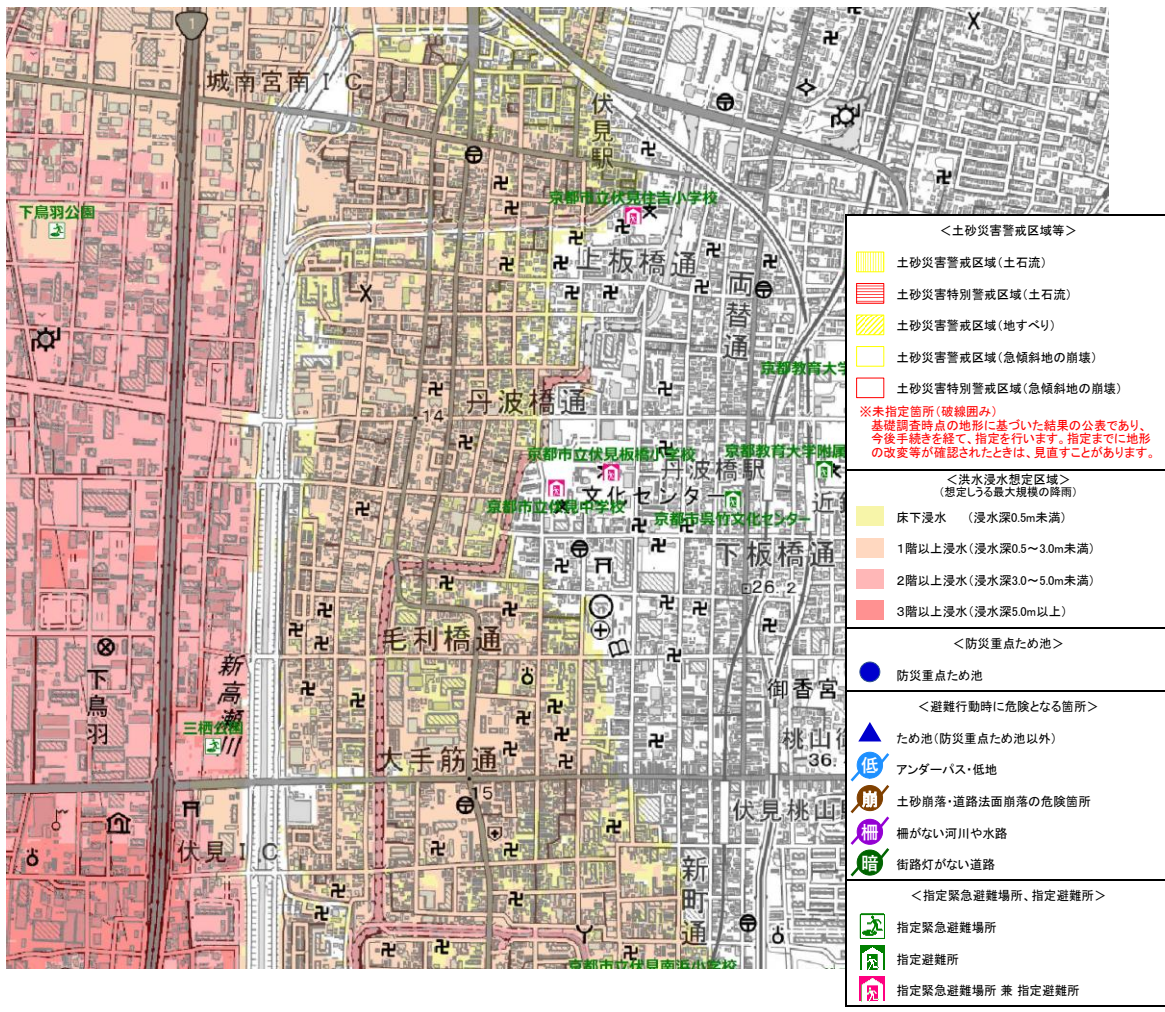 1
城南宮南IC
伏見駅
京都市立伏見住吉小学校
下鳥羽公園
上板橋通
両替通
京都教育大学
丹波橋通
14
京都市立伏見板橋小学校
京都教育大学附属
丹波橋駅
文化センター
近鉄
京都市立伏見中学校
京都市呉竹文化センター
下板橋通
26.2
毛利橋通
新高瀬川
下鳥羽
御香宮
三栖公園
桃山御
36.
大手筋通
15
伏見桃山
伏見IC
新町通
京都市立伏見南浜小学校
<土砂災害警戒区域等>
土砂災害警戒区域(土石流)
土砂災害特別警戒区域(土石流)
土砂災害警戒区域(地すべり)
土砂災害警戒区域(急傾斜地の崩壊)
土砂災害特別警戒区域(急傾斜地の崩壊)
※未指定箇所(破線囲み)
基礎調査時点の地形に基づいた結果の公表であり、
今後手続きを経て、指定を行います。指定までに地形
の改変等が確認されたときは、見直すことがあります。
<洪水浸水想定区域>
(想定しうる最大規模の降雨)
床下浸水 (浸水深0.5m未満)
1階以上浸水(浸水深0.5～3.0m未満)
2階以上浸水(浸水深3.0～5.0m未満)
3階以上浸水(浸水深5.0m以上)
<防災重点ため池>
防災重点ため池
<避難行動時に危険となる箇所>
ため池(防災重点ため池以外)
低 アンダーパス・低地
崩 土砂崩落・道路法面崩落の危険箇所
柵 柵がない河川や水路
暗 街路灯がない道路
<指定緊急避難場所、指定避難所>
指定緊急避難場所
指定避難所
指定緊急避難場所 兼 指定避難所